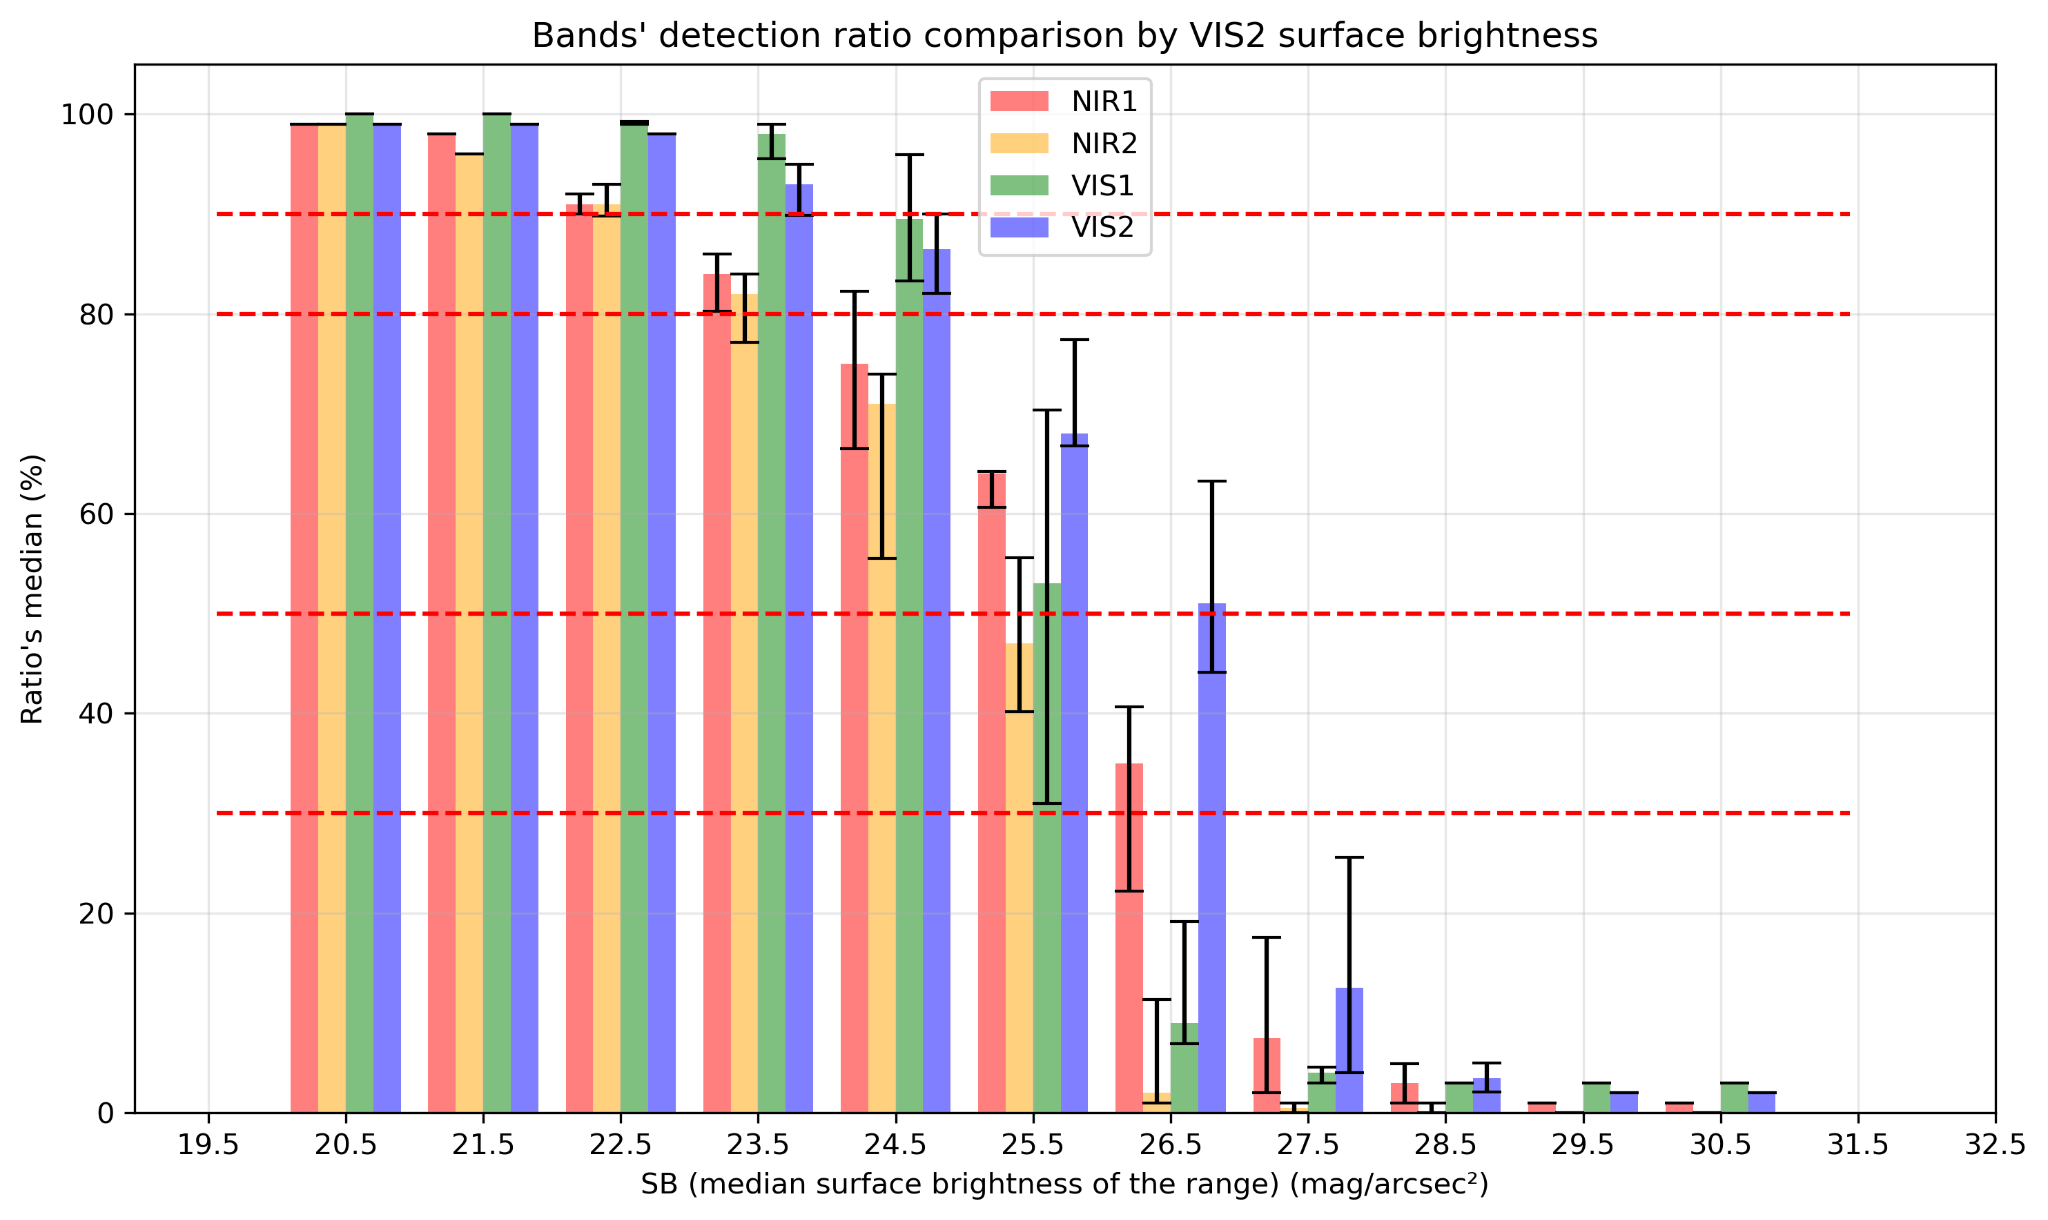 Bands' detection ratio comparison by VIS2 surface brightness
NIR1
NIR2
VIS1
VIS2
Ratio's median (%)
100
80
60
40
20
0
19.5 20.5 21.5 22.5 23.5 24.5 25.5 26.5 27.5 28.5 29.5 30.5 31.5 32.5
SB (median surface brightness of the range) (mag/arcsec²)